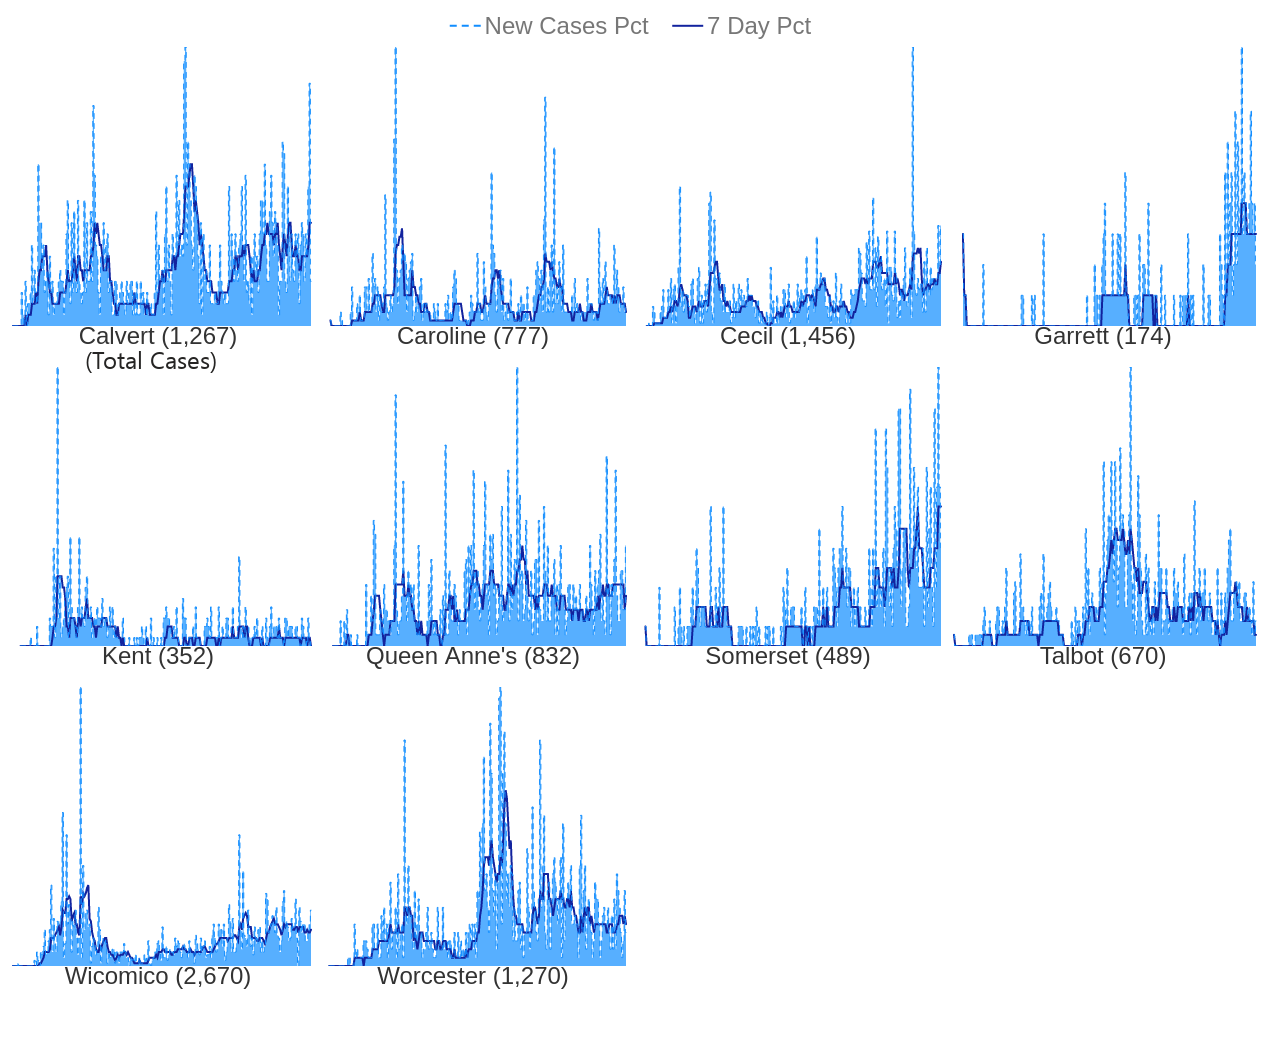 New Cases Pct 7 Day Pct
Calvert (1,267) Caroline (777) Cecil (1,456) Garrett (174)
(Total Cases)
Kent (352) Queen Anne's (832) Somerset (489) Talbot (670)
Wicomico (2,670) Worcester (1,270)